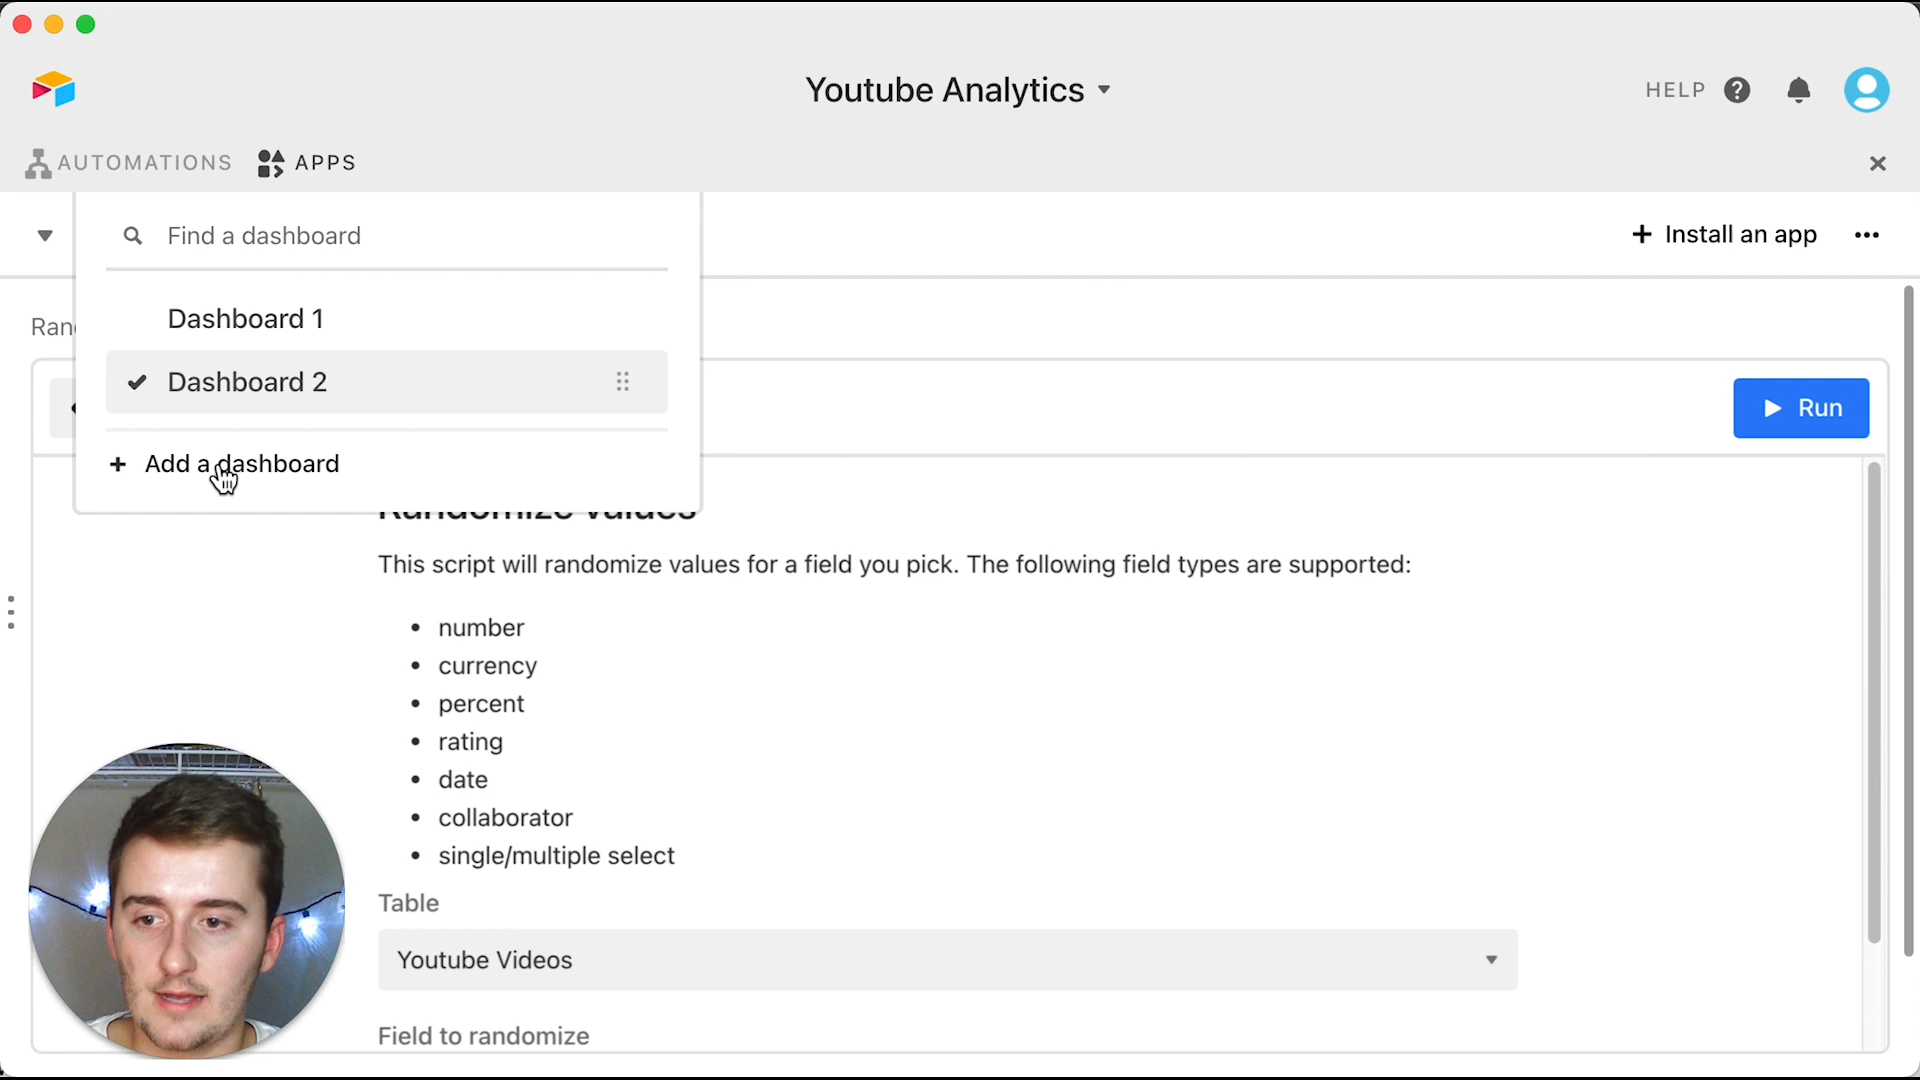 Youtube Analytics
HELP
AUTOMATIONS
APPS
Find a dashboard
Install an app
Dashboard 1
Dashboard 2
Run
+ Add a dashboard
Randomize values
This script will randomize values for a field you pick. The following field types are supported:
• number
• currency
• percent
• rating
• date
• collaborator
• single/multiple select
Table
Youtube Videos
Field to randomize